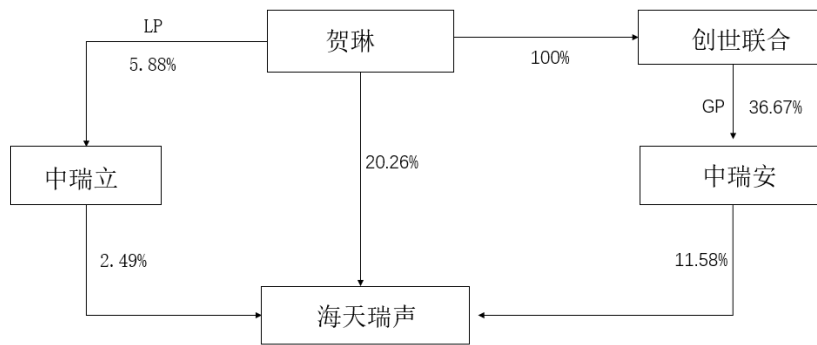 LP
贺琳
创世联合
5.88%
100%
GP
36.67%
中瑞立
20.26%
中瑞安
2.49%
11.58%
海天瑞声